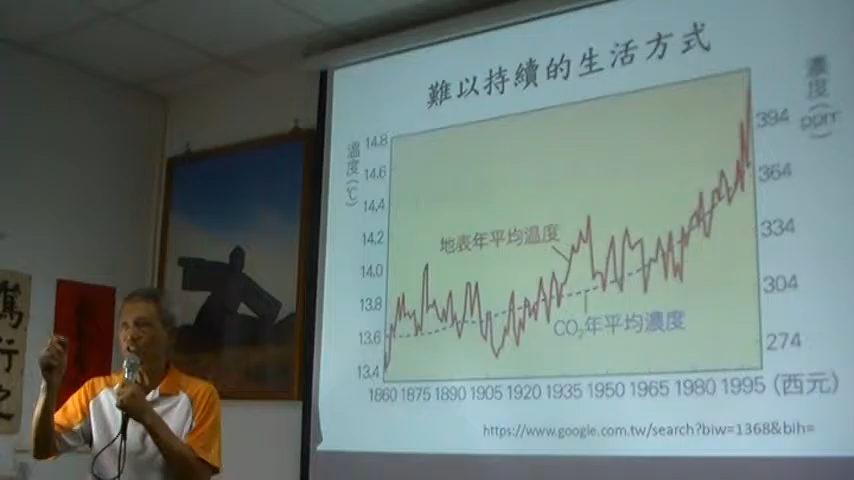 難以持續的生活方式
溫度(℃)
14.8
14.6
14.4
14.2
14.0
13.8
13.6
13.4
濃度(ppm)
394
364
334
304
274
地表年平均溫度
CO₂年平均濃度
1860 1875 1890 1905 1920 1935 1950 1965 1980 1995 (西元)
https://www.google.com.tw/search?biw=1368&bih=
篤行之